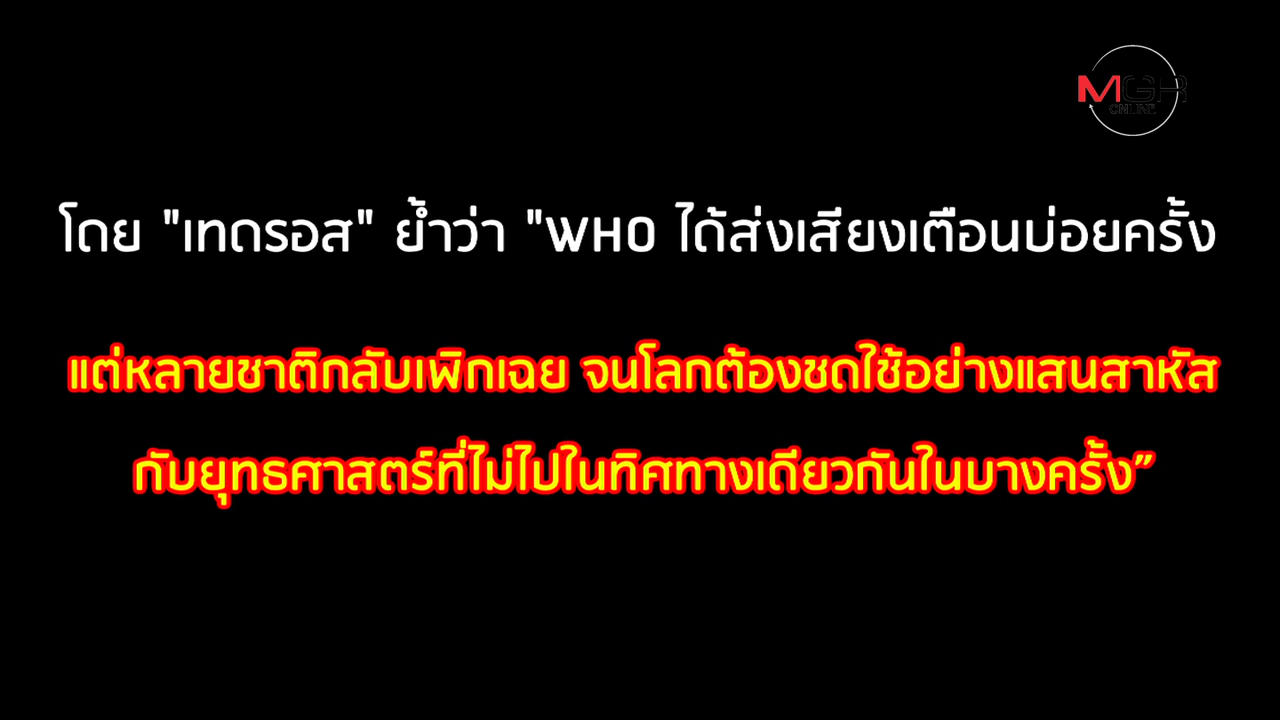 MGR
ONLINE
โดย "เทดรอส" ย้ำว่า "WHO ได้ส่งเสียงเตือนบ่อยครั้ง
แต่หลายชาติกลับเพิกเฉย จนโลกต้องชดใช้อย่างแสนสาหัส
กับยุทธศาสตร์ที่ไม่ไปในทิศทางเดียวกันในบางครั้ง”